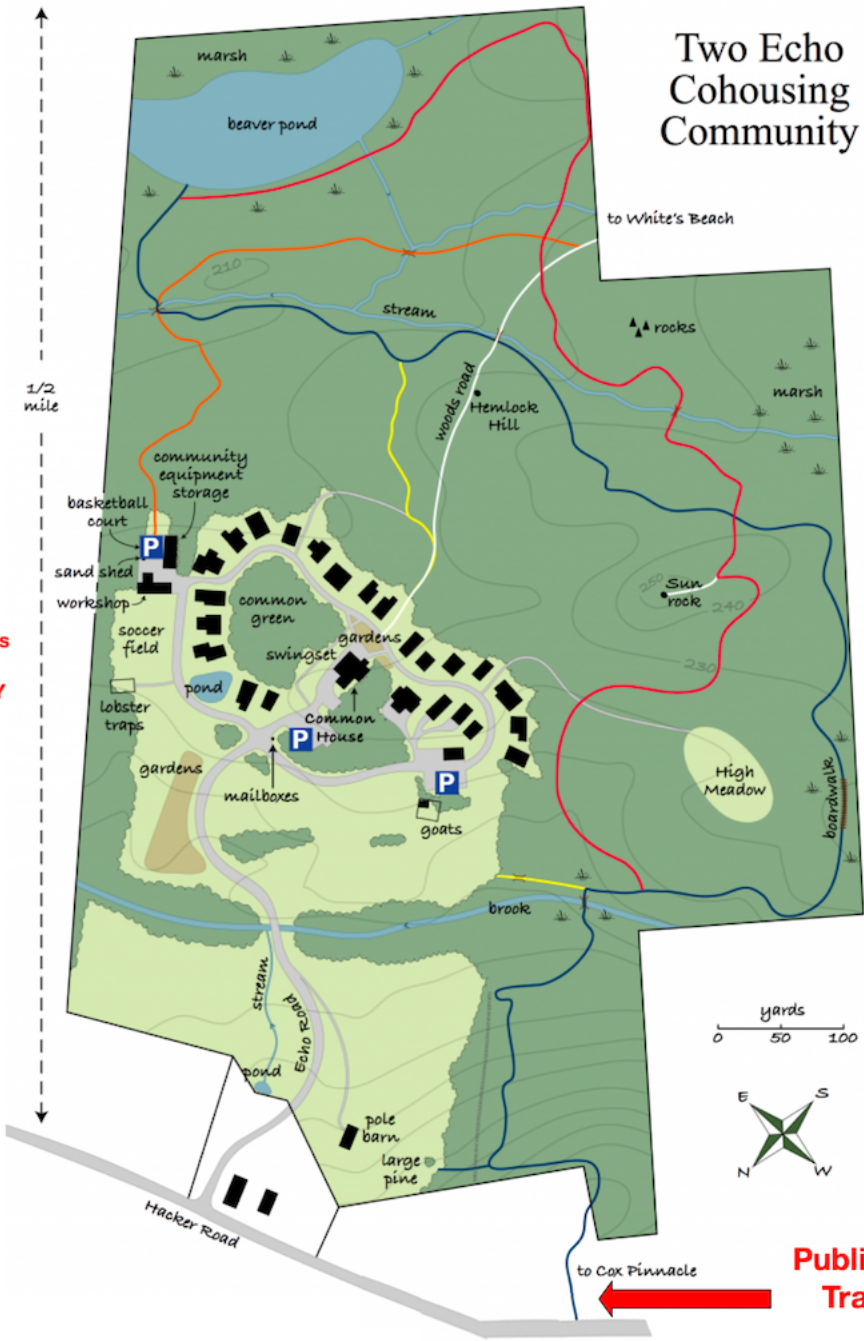 Two Echo
Cohousing
Community
marsh
beaver pond
to White's Beach
210
stream
rocks
marsh
1/2
mile
woods road
Hemlock
Hill
community
equipment
storage
basketball
court
P
sand shed
workshop
250
Sun
rock
240
230
common
green
gardens
soccer
field
swingset
s
Y
pond
lobster
traps
Common
House
P
P
gardens
mailboxes
goats
High
Meadow
boardwalk
brook
stream
Echo Road
yards
0 50 100
pond
pole
barn
large
pine
E S
N W
Hacker Road
to Cox Pinnacle
Publi
Tra